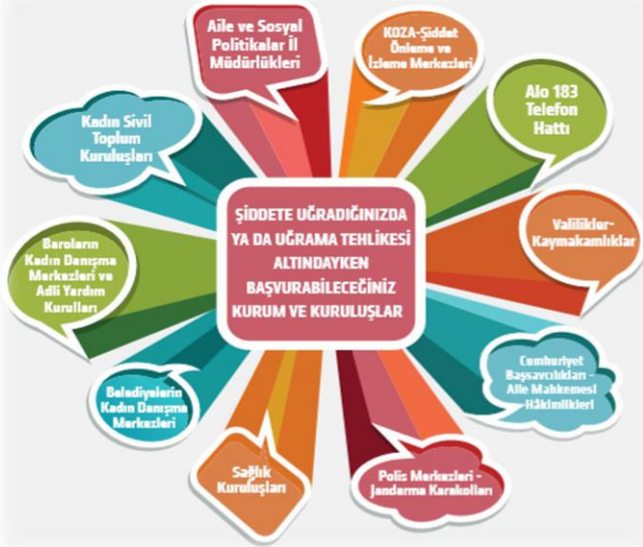 Aile ve Sosyal
Politikalar İl
Müdürlükleri
KOZA-Şiddet
Önleme ve
İzleme Merkezleri
Alo 183
Telefon
Hattı
Kadın Sivil
Toplum
Kuruluşları
ŞİDDETE UĞRADIĞINIZDA
YA DA UĞRAMA TEHLİKESİ
ALTINDAYKEN
BAŞVURABİLECEĞİNİZ
KURUM VE KURULUŞLAR
Valilikler-
Kaymakamlıklar
Baroların
Kadın Danışma
Merkezleri ve
Adli Yardım
Kurulları
Cumhuriyet
Başsavcılıkları -
Aile Mahkemesi
Hâkimlikleri
Belediyelerin
Kadın Danışma
Merkezleri
Sağlık
Kuruluşları
Polis Merkezleri -
Jandarma Karakolları